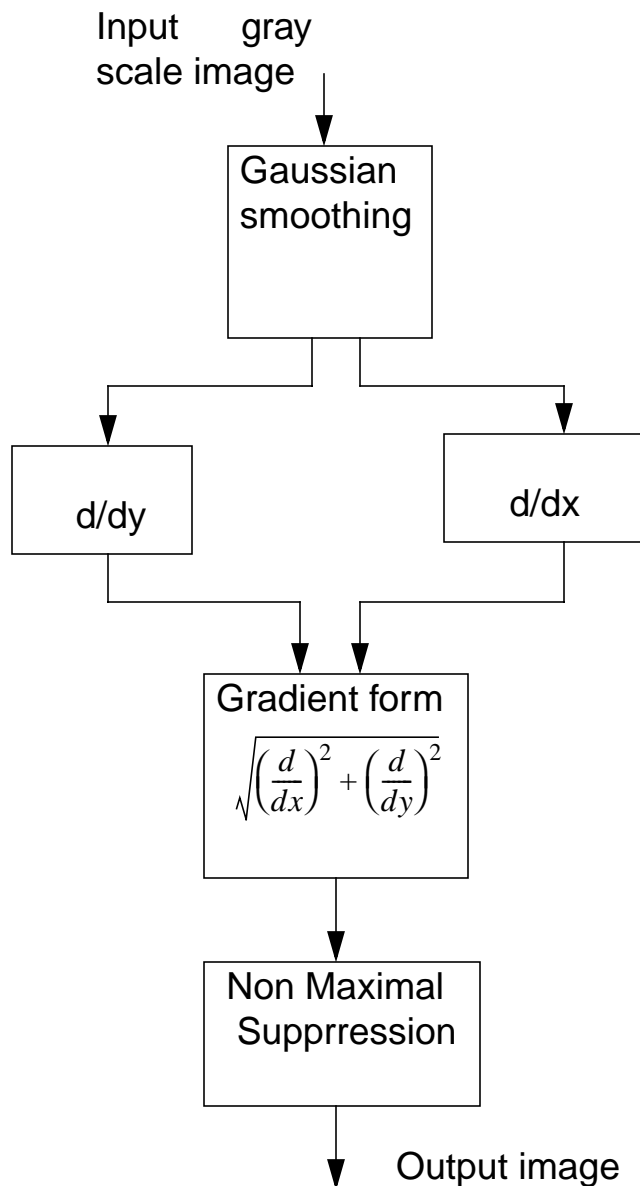 Input gray
scale image
Gaussian
smoothing
d/dy
d/dx
Gradient form
√((d/dx)² + (d/dy)²)
Non Maximal
Supprression
Output image